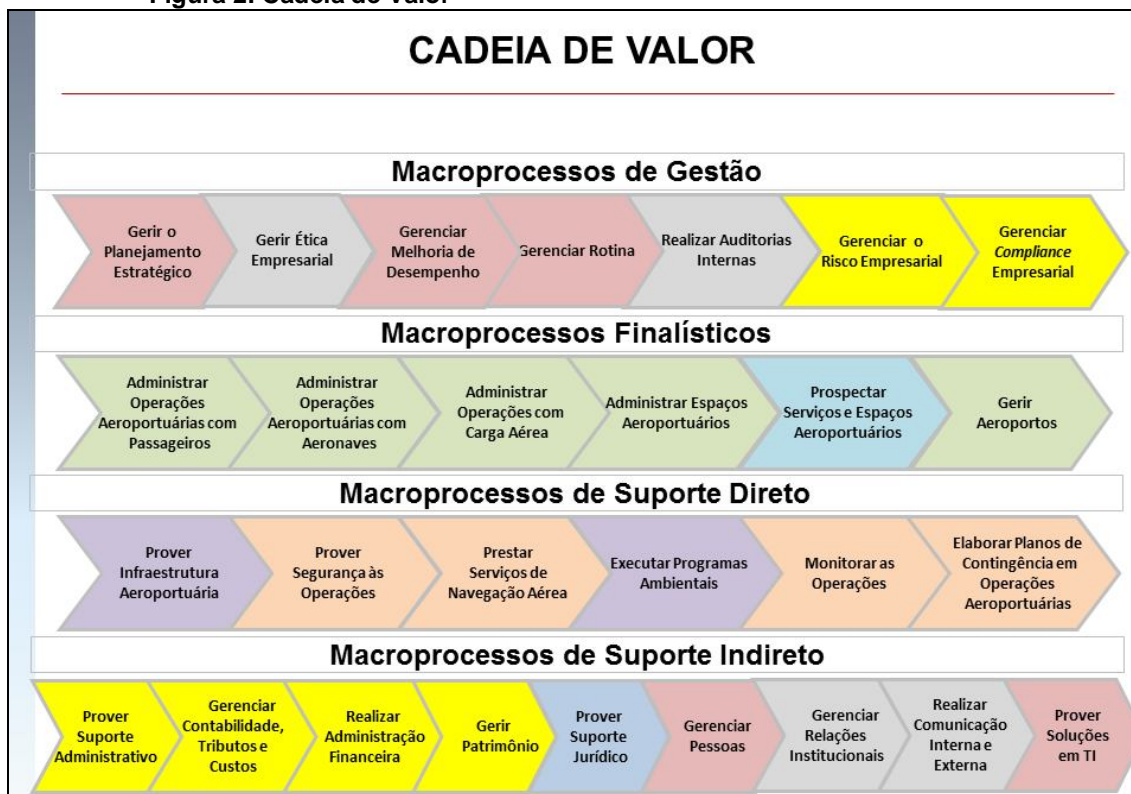 Figura 2: Cadeia de Valor
CADEIA DE VALOR
Macroprocessos de Gestão
Gerir o
Planejamento
Estratégico
Gerir Ética
Empresarial
Gerenciar
Melhoria de
Desempenho
Gerenciar Rotina
Realizar Auditorias
Internas
Gerenciar o
Risco Empresarial
Gerenciar
Compliance
Empresarial
Macroprocessos Finalísticos
Administrar
Operações
Aeroportuárias com
Passageiros
Administrar
Operações
Aeroportuárias com
Aeronaves
Administrar
Operações com
Carga Aérea
Administrar Espaços
Aeroportuários
Prospectar
Serviços e Espaços
Aeroportuários
Gerir
Aeroportos
Macroprocessos de Suporte Direto
Prover
Infraestrutura
Aeroportuária
Prover
Segurança às
Operações
Prestar
Serviços de
Navegação Aérea
Executar Programas
Ambientais
Monitorar as
Operações
Elaborar Planos de
Contingência em
Operações
Aeroportuárias
Macroprocessos de Suporte Indireto
Prover
Suporte
Administrativo
Gerenciar
Contabilidade,
Tributos e
Custos
Realizar
Administração
Financeira
Gerir
Patrimônio
Prover
Suporte
Jurídico
Gerenciar
Pessoas
Gerenciar
Relações
Institucionais
Realizar
Comunicação
Interna e
Externa
Prover
Soluções
em TI